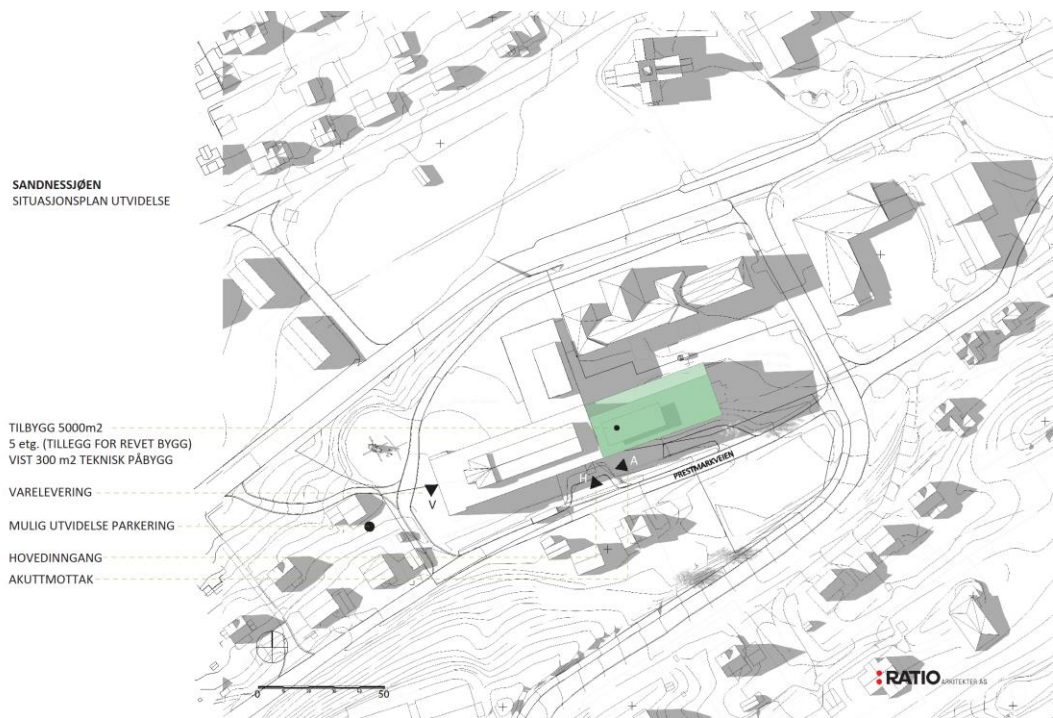 SANDNESSJØEN
SITUASJONSPLAN UTVIDELSE
TILBYGG 5000m2
5 etg. (TILLEGG FOR REVET BYGG)
VIST 300 m2 TEKNISK PÅBYGG
VARELEVERING
MULIG UTVIDELSE PARKERING
HOVEDINNGANG
AKUTTMOTTAK
A
H
V
PRESTMARKVEIEN
0
50
RATIO ARKITEKTER AS